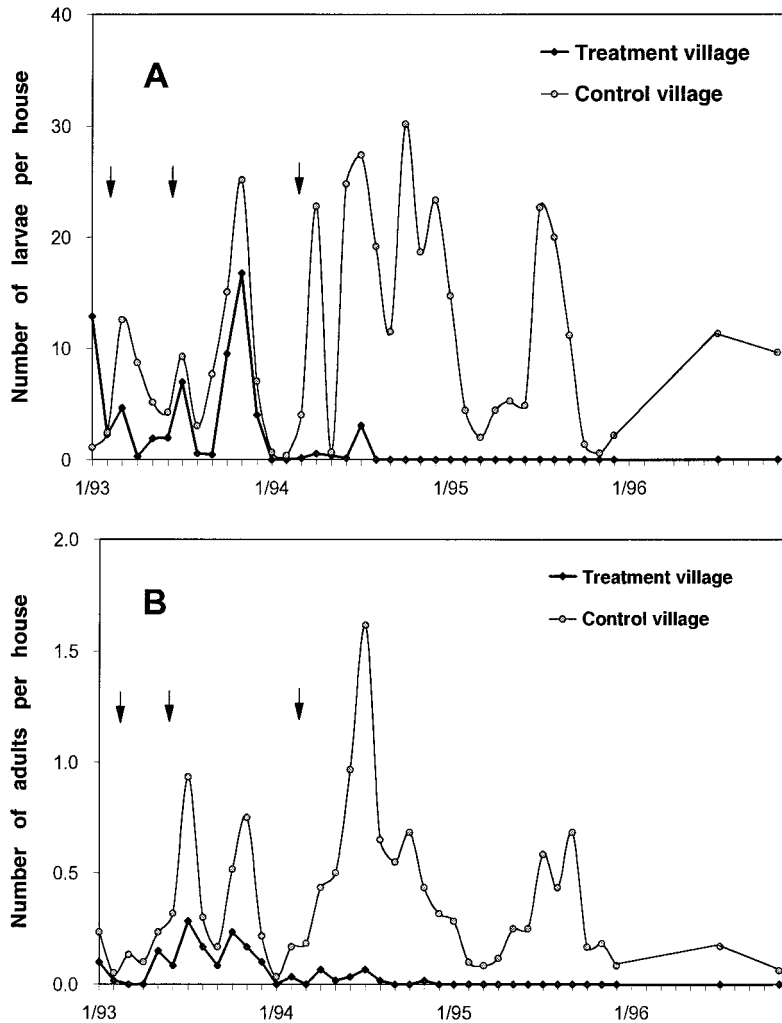 40
30
20
10
0
Number of larvae per house
A
Treatment village
Control village
1/93 1/94 1/95 1/96
2.0
1.5
1.0
0.5
0.0
Number of adults per house
B
Treatment village
Control village
1/93 1/94 1/95 1/96